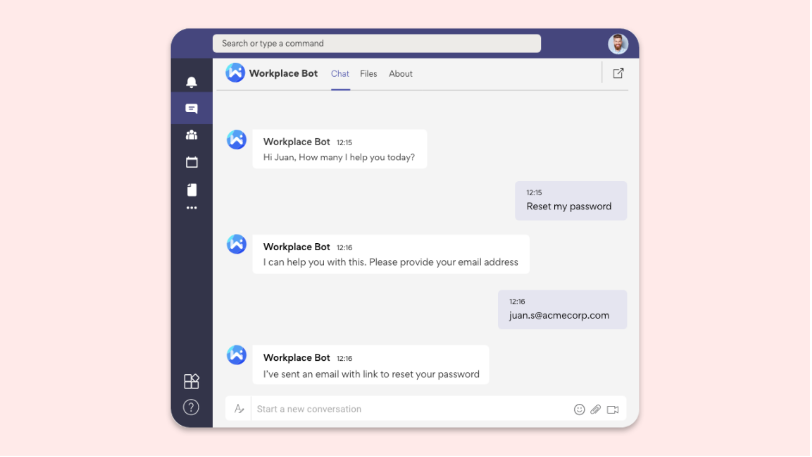 Search or type a command
Workplace Bot Chat Files About
Workplace Bot 12:15
Hi Juan, How many I help you today?
12:15
Reset my password
Workplace Bot 12:16
I can help you with this. Please provide your email address
12:16
juan.s@acmecorp.com
Workplace Bot 12:16
I've sent an email with link to reset your password
Start a new conversation